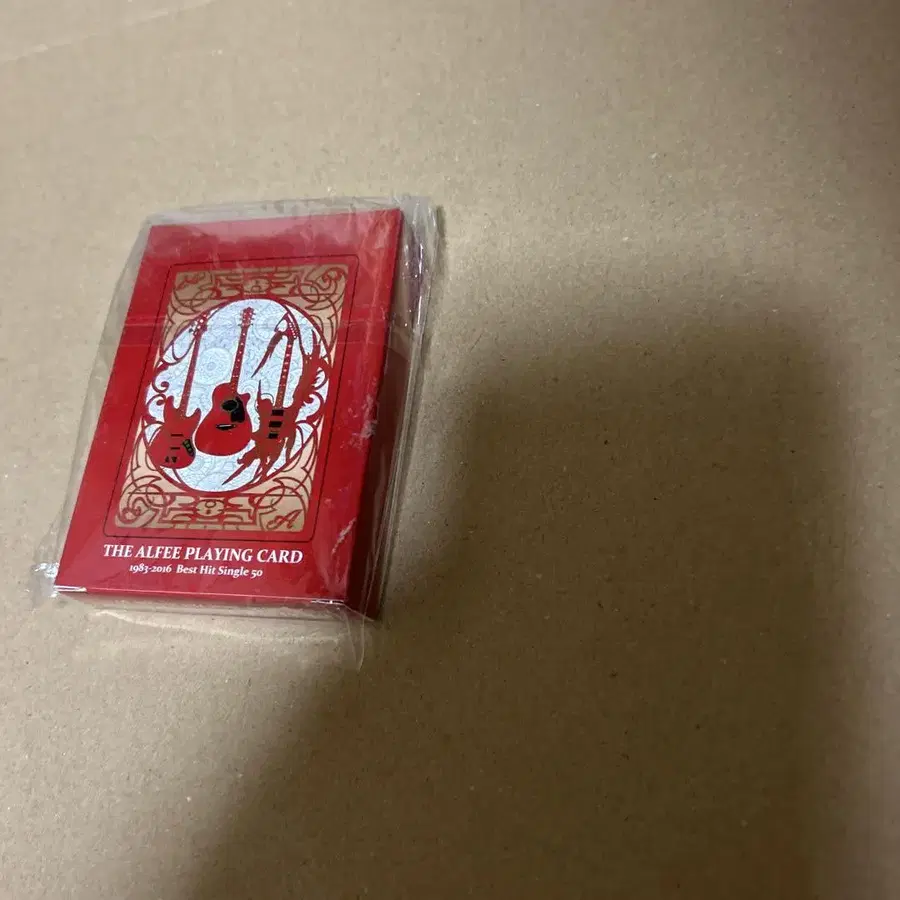 THE ALFEE PLAYING CARD
1983-2016 Best Hit Single 50
A